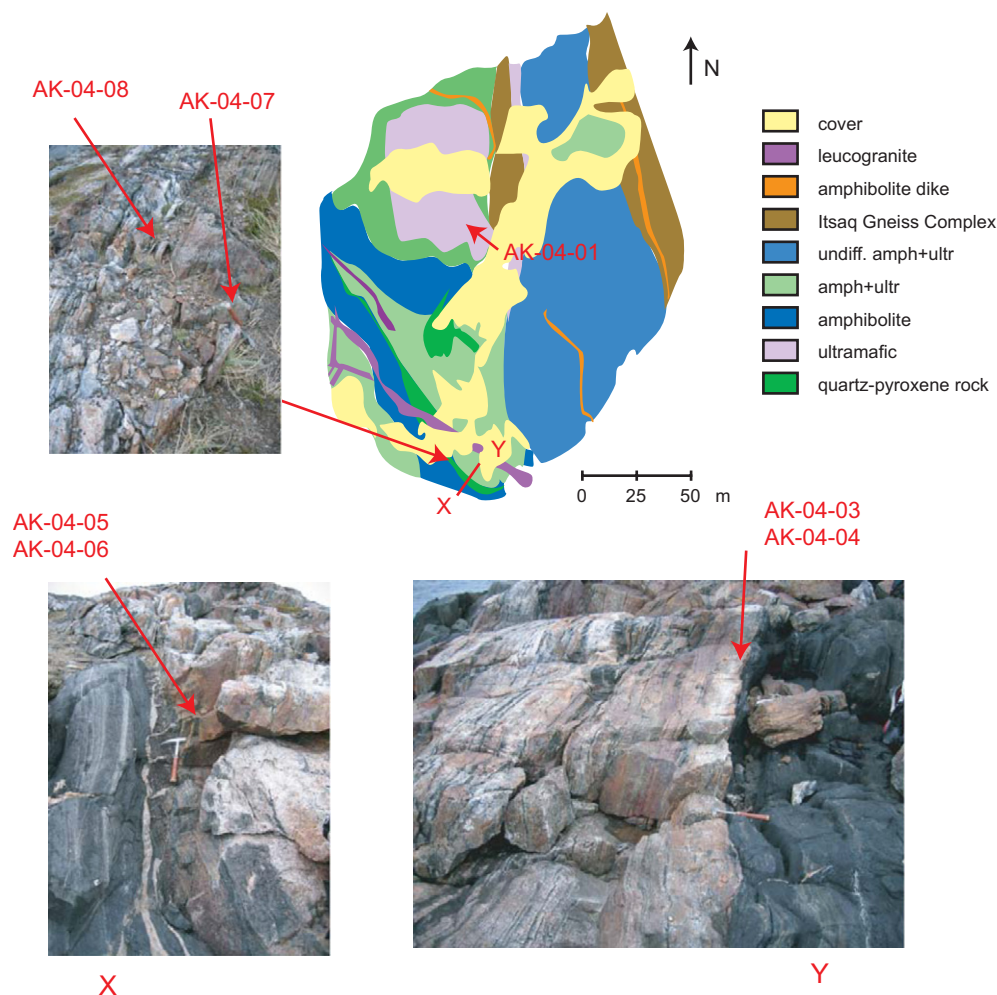 AK-04-08
AK-04-07
N
cover
leucogranite
amphibolite dike
Itsaq Gneiss Complex
undiff. amph+ultr
amph+ultr
amphibolite
ultramafic
quartz-pyroxene rock
AK-04-01
Y
X
0 25 50 m
AK-04-05
AK-04-06
AK-04-03
AK-04-04
X
Y